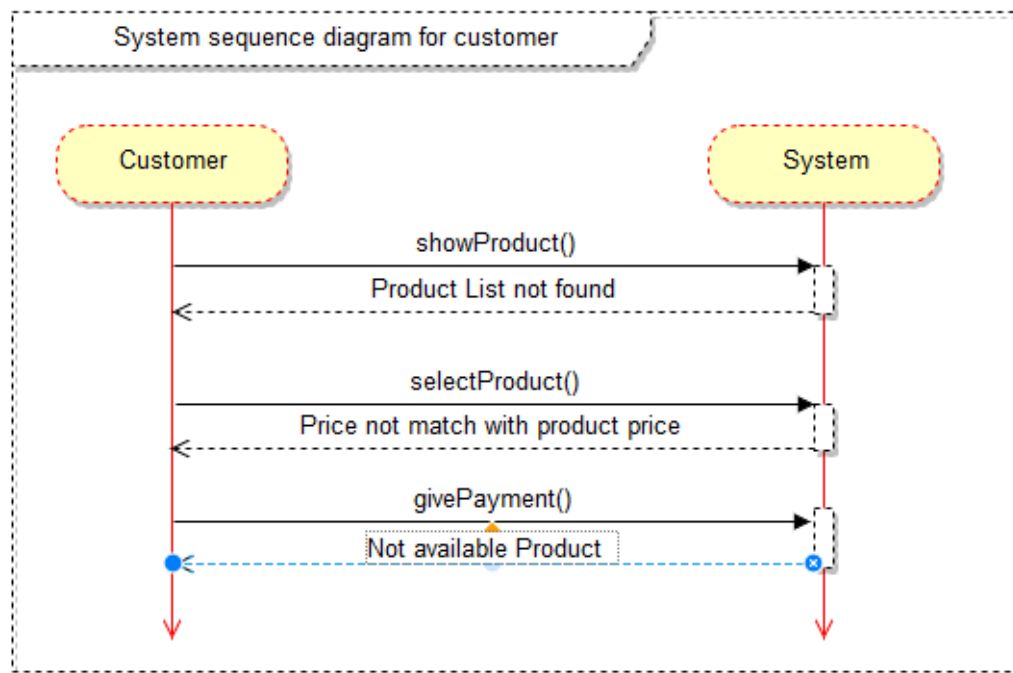 System sequence diagram for customer
Customer
System
showProduct()
Product List not found
selectProduct()
Price not match with product price
givePayment()
Not available Product